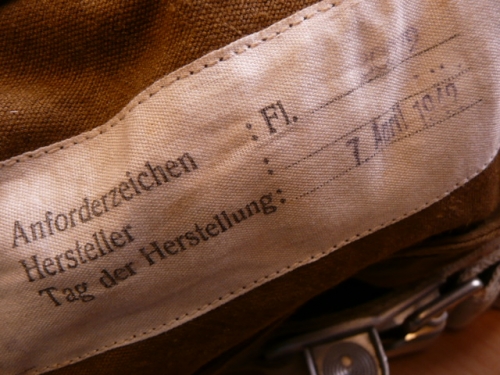 Anforderzeichen : Fl.
Hersteller :
Tag der Herstellung: 7. April